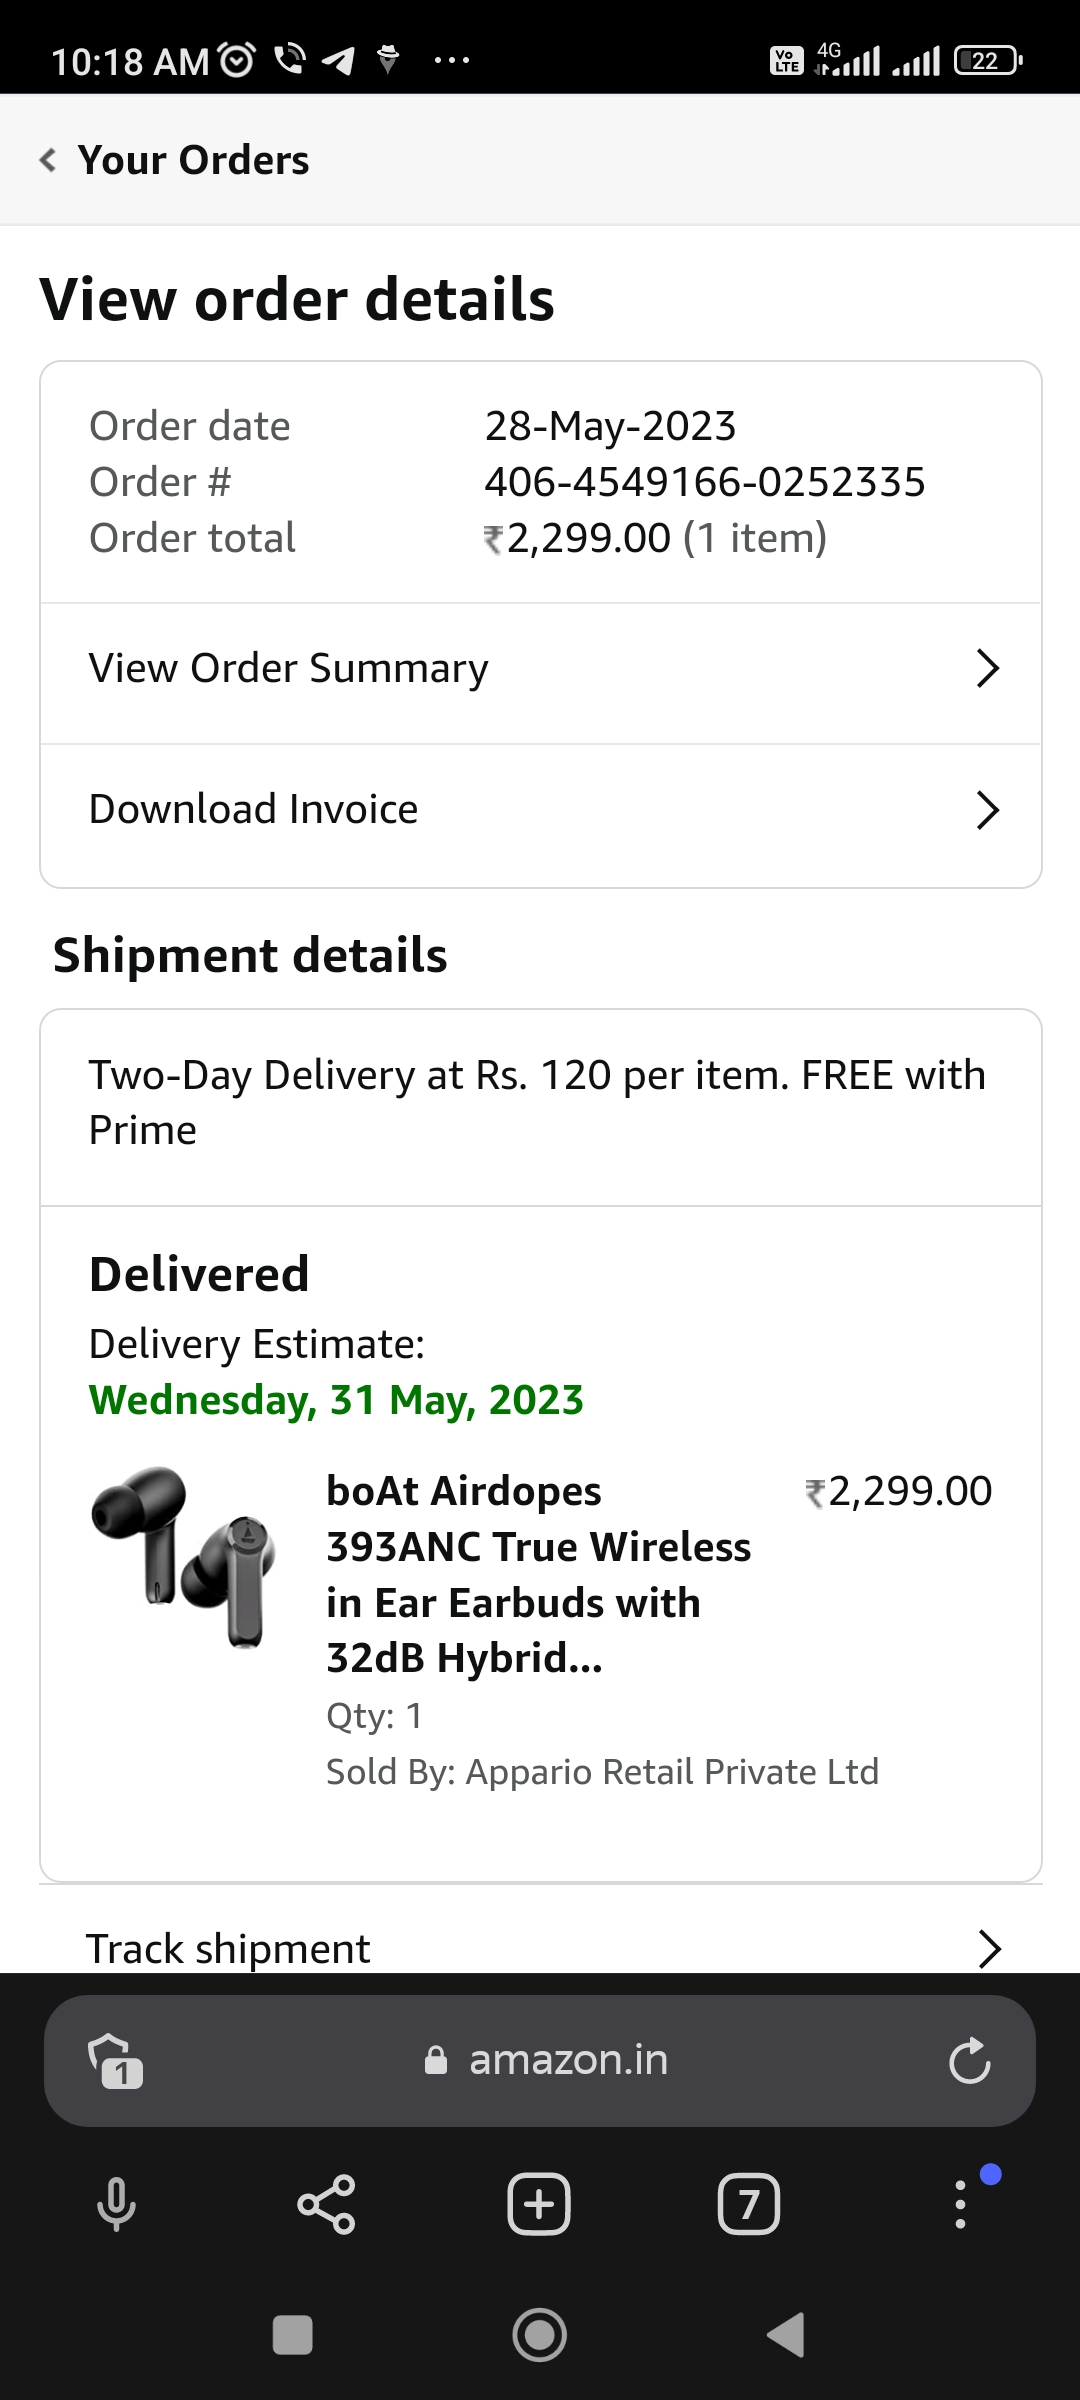 10:18 AM
Vo LTE 4G 22
Your Orders
View order details
Order date 28-May-2023
Order # 406-4549166-0252335
Order total ₹2,299.00 (1 item)
View Order Summary
Download Invoice
Shipment details
Two-Day Delivery at Rs. 120 per item. FREE with
Prime
Delivered
Delivery Estimate:
Wednesday, 31 May, 2023
boAt Airdopes ₹2,299.00
393ANC True Wireless
in Ear Earbuds with
32dB Hybrid...
Qty: 1
Sold By: Appario Retail Private Ltd
Track shipment
1 amazon.in
7